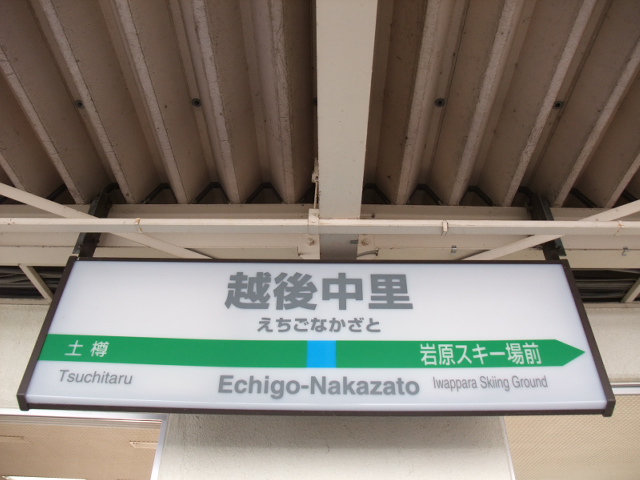 越後中里
えちごなかざと
土樽 岩原スキー場前
Tsuchitaru Echigo-Nakazato Iwappara Skiing Ground